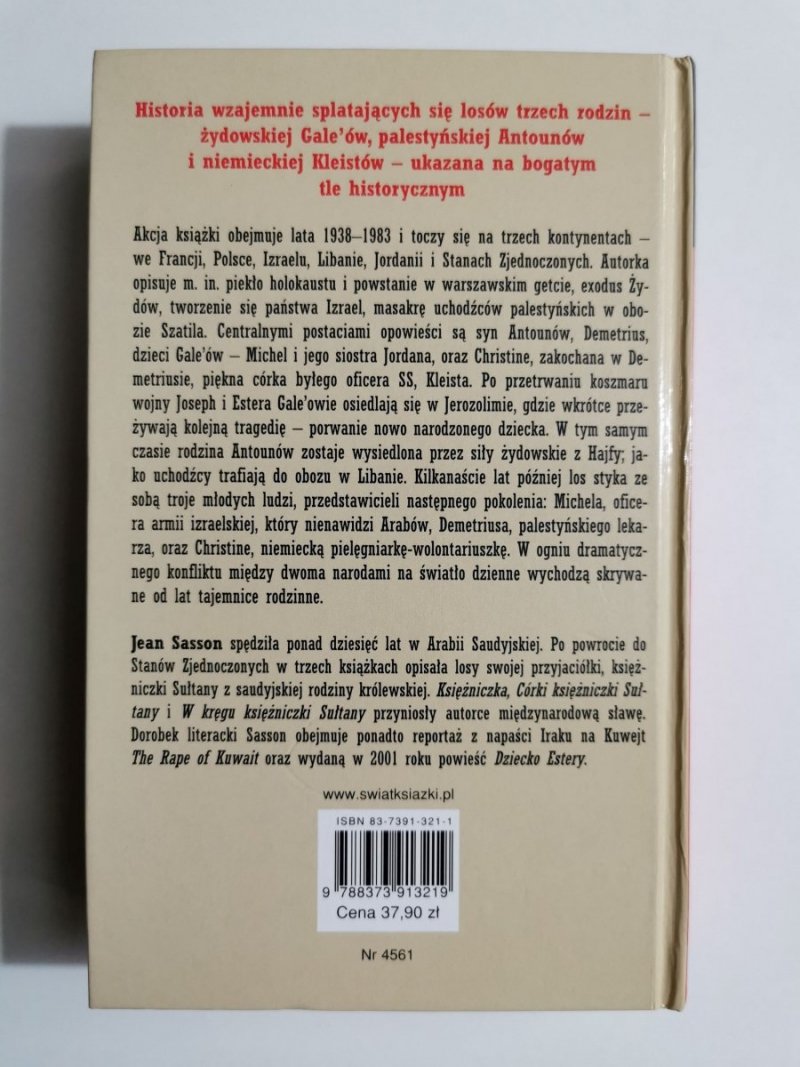 Historia wzajemnie splatających się losów trzech rodzin –
żydowskiej Gale'ów, palestyńskiej Antounów
i niemieckiej Kleistów – ukazana na bogatym
tle historycznym
Akcja książki obejmuje lata 1938–1983 i toczy się na trzech kontynentach –
we Francji, Polsce, Izraelu, Libanie, Jordanii i Stanach Zjednoczonych. Autorka
opisuje m. in. piekło holokaustu i powstanie w warszawskim getcie, exodus Ży-
dów, tworzenie się państwa Izrael, masakrę uchodźców palestyńskich w obo-
zie Szatila. Centralnymi postaciami opowieści są syn Antounów, Demetrius,
dzieci Gale'ów – Michel i jego siostra Jordana, oraz Christine, zakochana w De-
metriusie, piękna córka byłego oficera SS, Kleista. Po przetrwaniu koszmaru
wojny Joseph i Estera Gale'owie osiedlają się w Jerozolimie, gdzie wkrótce prze-
żywają kolejną tragedię – porwanie nowo narodzonego dziecka. W tym samym
czasie rodzina Antounów zostaje wysiedlona przez siły żydowskie z Hajfy; ja-
ko uchodźcy trafiają do obozu w Libanie. Kilkanaście lat później los styka ze
sobą troje młodych ludzi, przedstawicieli następnego pokolenia: Michela, ofice-
ra armii izraelskiej, który nienawidzi Arabów, Demetriusa, palestyńskiego leka-
rza, oraz Christine, niemiecką pielęgniarkę-wolontariuszkę. W ogniu dramatycz-
nego konfliktu między dwoma narodami na światło dzienne wychodzą skrywa-
ne od lat tajemnice rodzinne.
Jean Sasson spędziła ponad dziesięć lat w Arabii Saudyjskiej. Po powrocie do
Stanów Zjednoczonych w trzech książkach opisała losy swojej przyjaciółki, księż-
niczki Sułtany z saudyjskiej rodziny królewskiej. Księżniczka, Córki księżniczki Suł-
tany i W kręgu księżniczki Sułtany przyniosły autorce międzynarodową sławę.
Dorobek literacki Sasson obejmuje ponadto reportaż z napaści Iraku na Kuwejt
The Rape of Kuwait oraz wydaną w 2001 roku powieść Dziecko Estery.
www.swiatksiazki.pl
ISBN 83-7391-321-1
9 788373 913219
Cena 37,90 zł
Nr 4561